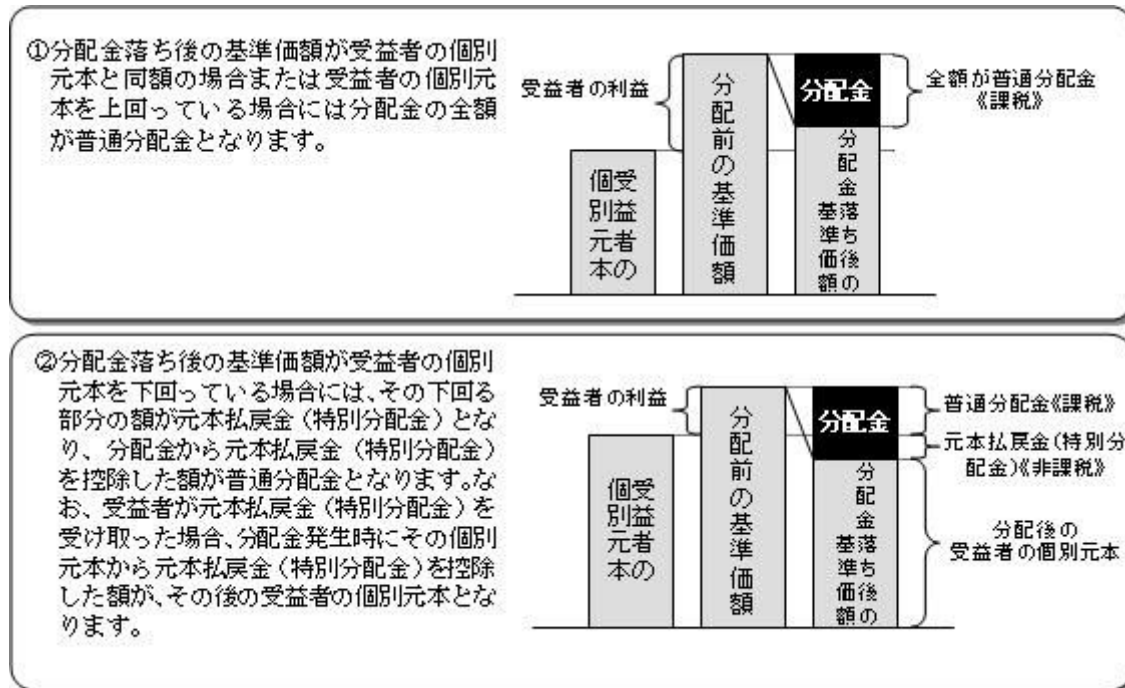 ①分配金落ち後の基準価額が受益者の個別
元本と同額の場合または受益者の個別元
本を上回っている場合には分配金の全額
が普通分配金となります。
受益者の利益
受益者の
個別元本
分配前の基準価額
分配金
分配金落ち後の
基準価額
全額が普通分配金
《課税》
②分配金落ち後の基準価額が受益者の個別
元本を下回っている場合には、その下回る
部分の額が元本払戻金(特別分配金)とな
り、分配金から元本払戻金(特別分配金)
を控除した額が普通分配金となります。な
お、受益者が元本払戻金(特別分配金)を
受け取った場合、分配金発生時にその個別
元本から元本払戻金(特別分配金)を控除
した額が、その後の受益者の個別元本とな
ります。
受益者の利益
受益者の
個別元本
分配前の基準価額
分配金
分配金落ち後の
基準価額
普通分配金《課税》
元本払戻金(特別分
配金)《非課税》
分配後の
受益者の個別元本